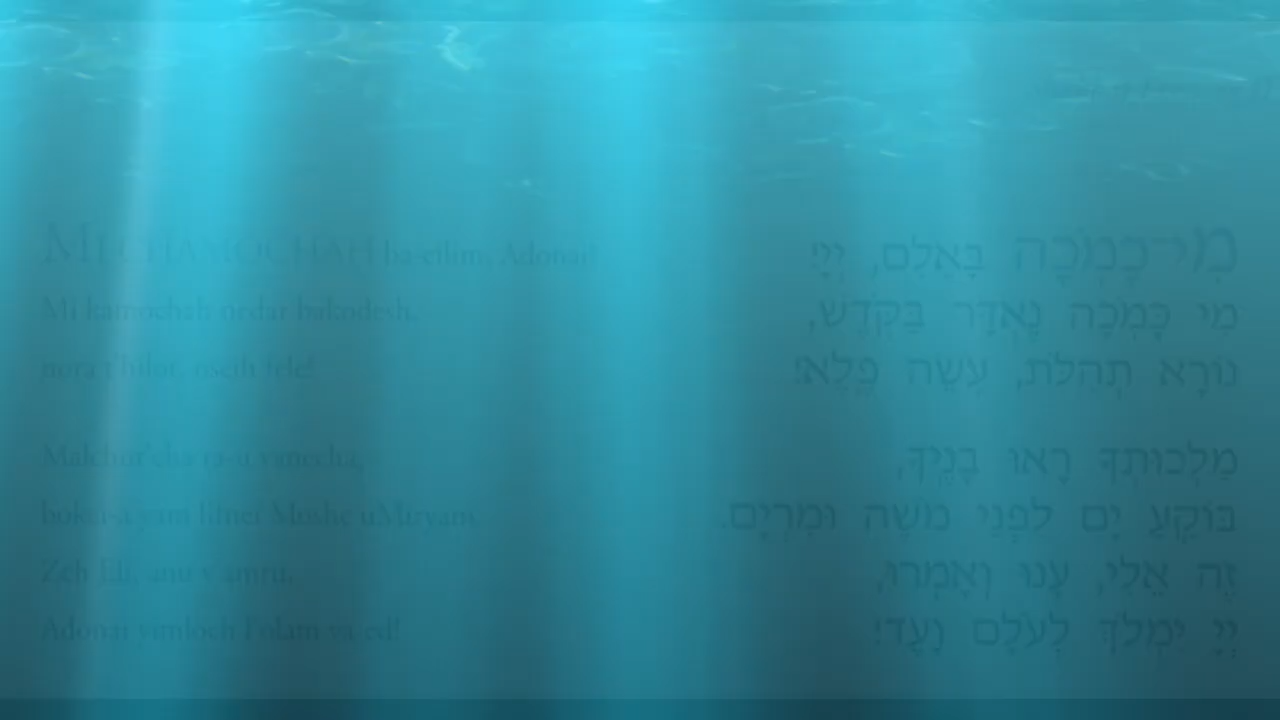 MI CHAMOCHAH ba-eilim, Adonai!
Mi kamochah nedar bakodesh,
nora t'hilot, oseih fele!
Malchut'cha ra-u vanecha,
bokei-a yam lifnei Moshe uMiryam.
Zeh Eli, anu v'amru,
Adonai yimloch l'olam va-ed!
מִי־כָמֹכָה בָּאֵלִם, יְיָ
מִי כָּמֹכָה נֶאְדָּר בַּקֹּדֶשׁ,
נוֹרָא תְהִלֹּת, עֹשֵׂה פֶלֶא!
מַלְכוּתְךָ רָאוּ בָנֶיךָ,
בּוֹקֵעַ יָם לִפְנֵי מֹשֶׁה וּמִרְיָם.
זֶה אֵלִי, עָנוּ וְאָמְרוּ,
יְיָ יִמְלֹךְ לְעֹלָם וָעֶד!